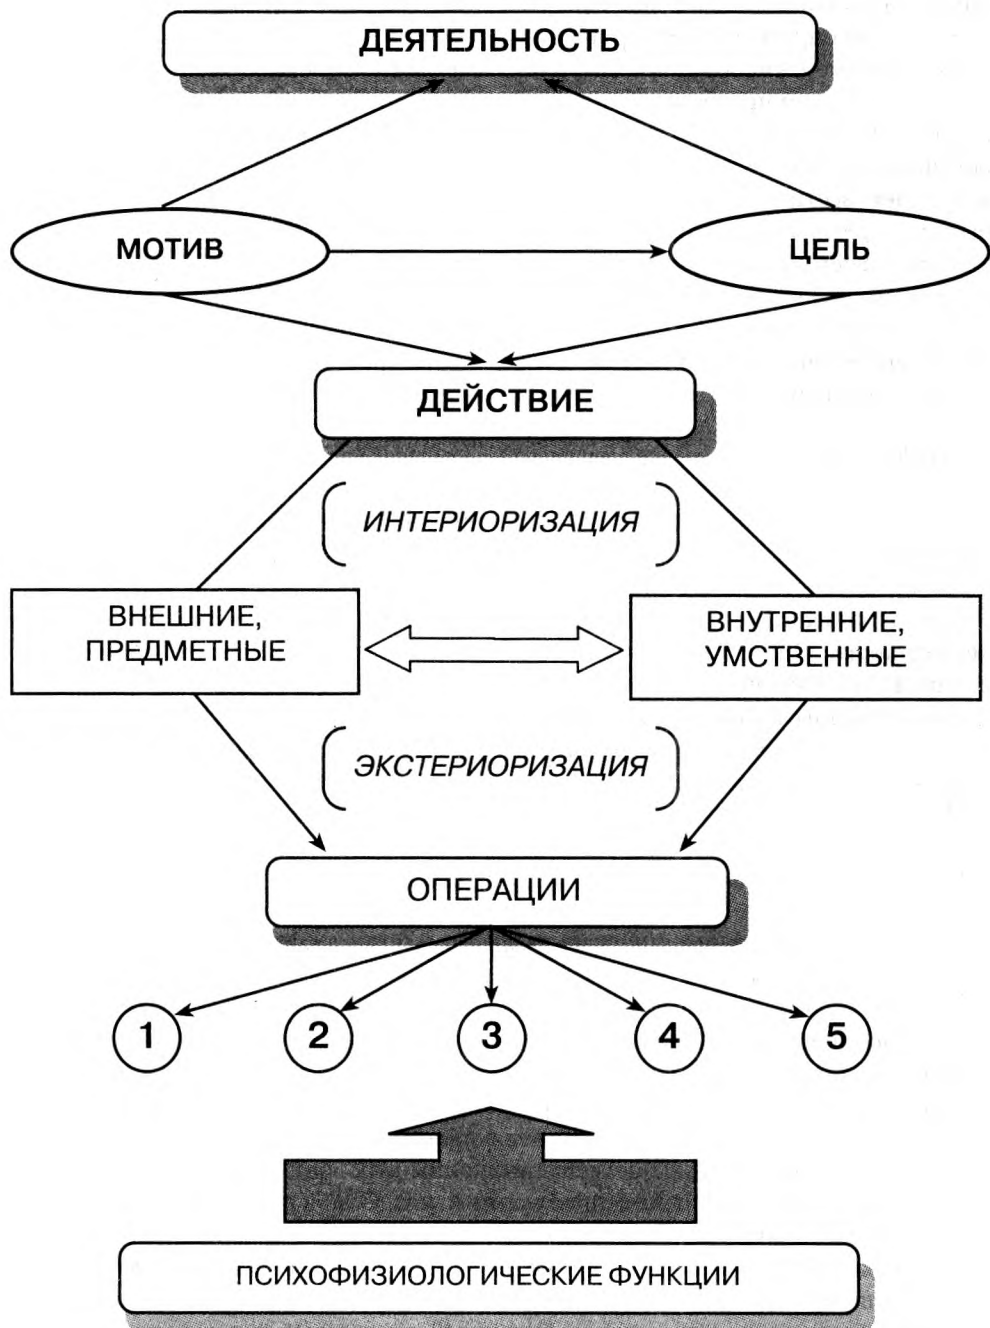 ДЕЯТЕЛЬНОСТЬ
МОТИВ
ЦЕЛЬ
ДЕЙСТВИЕ
ИНТЕРИОРИЗАЦИЯ
ВНЕШНИЕ,
ПРЕДМЕТНЫЕ
ВНУТРЕННИЕ,
УМСТВЕННЫЕ
ЭКСТЕРИОРИЗАЦИЯ
ОПЕРАЦИИ
1 2 3 4 5
ПСИХОФИЗИОЛОГИЧЕСКИЕ ФУНКЦИИ